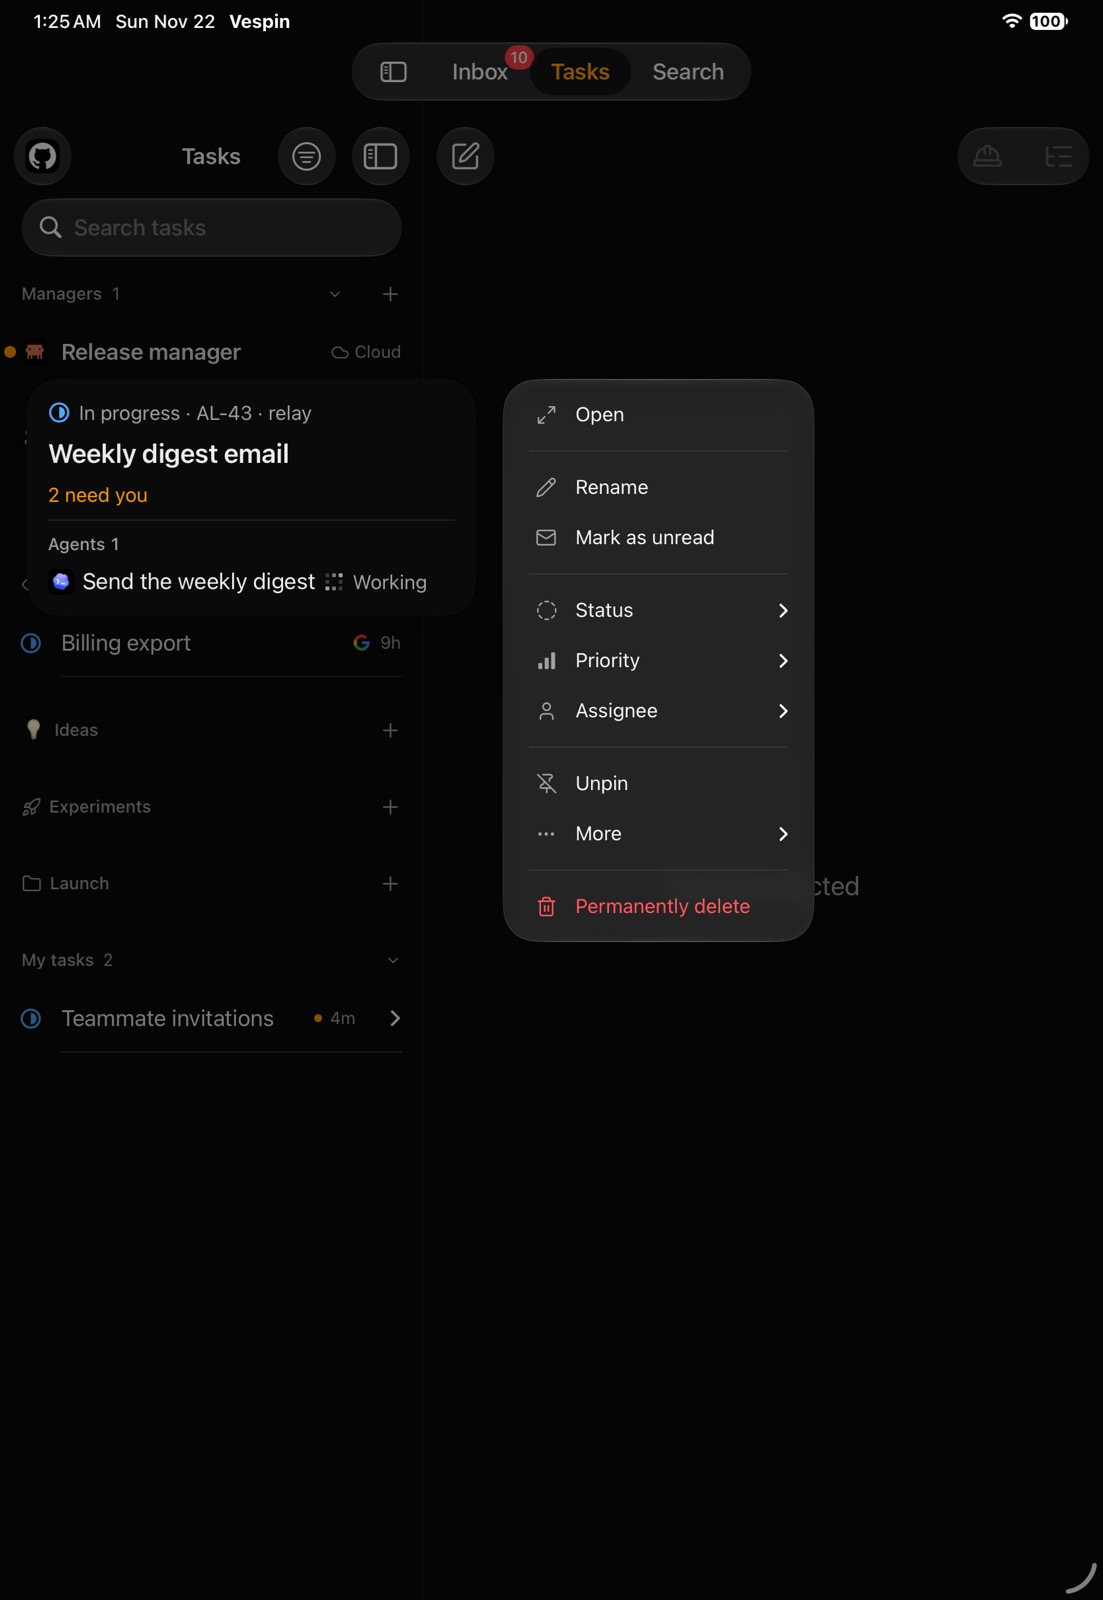 1:25 AM Sun Nov 22 Vespin
100
Inbox 10 Tasks Search
Tasks
Search tasks
Managers 1
Release manager Cloud
In progress · AL-43 · relay
Weekly digest email
2 need you
Agents 1
Send the weekly digest Working
Billing export 9h
Ideas
Experiments
Launch
My tasks 2
Teammate invitations 4m
Open
Rename
Mark as unread
Status
Priority
Assignee
Unpin
More
Permanently delete